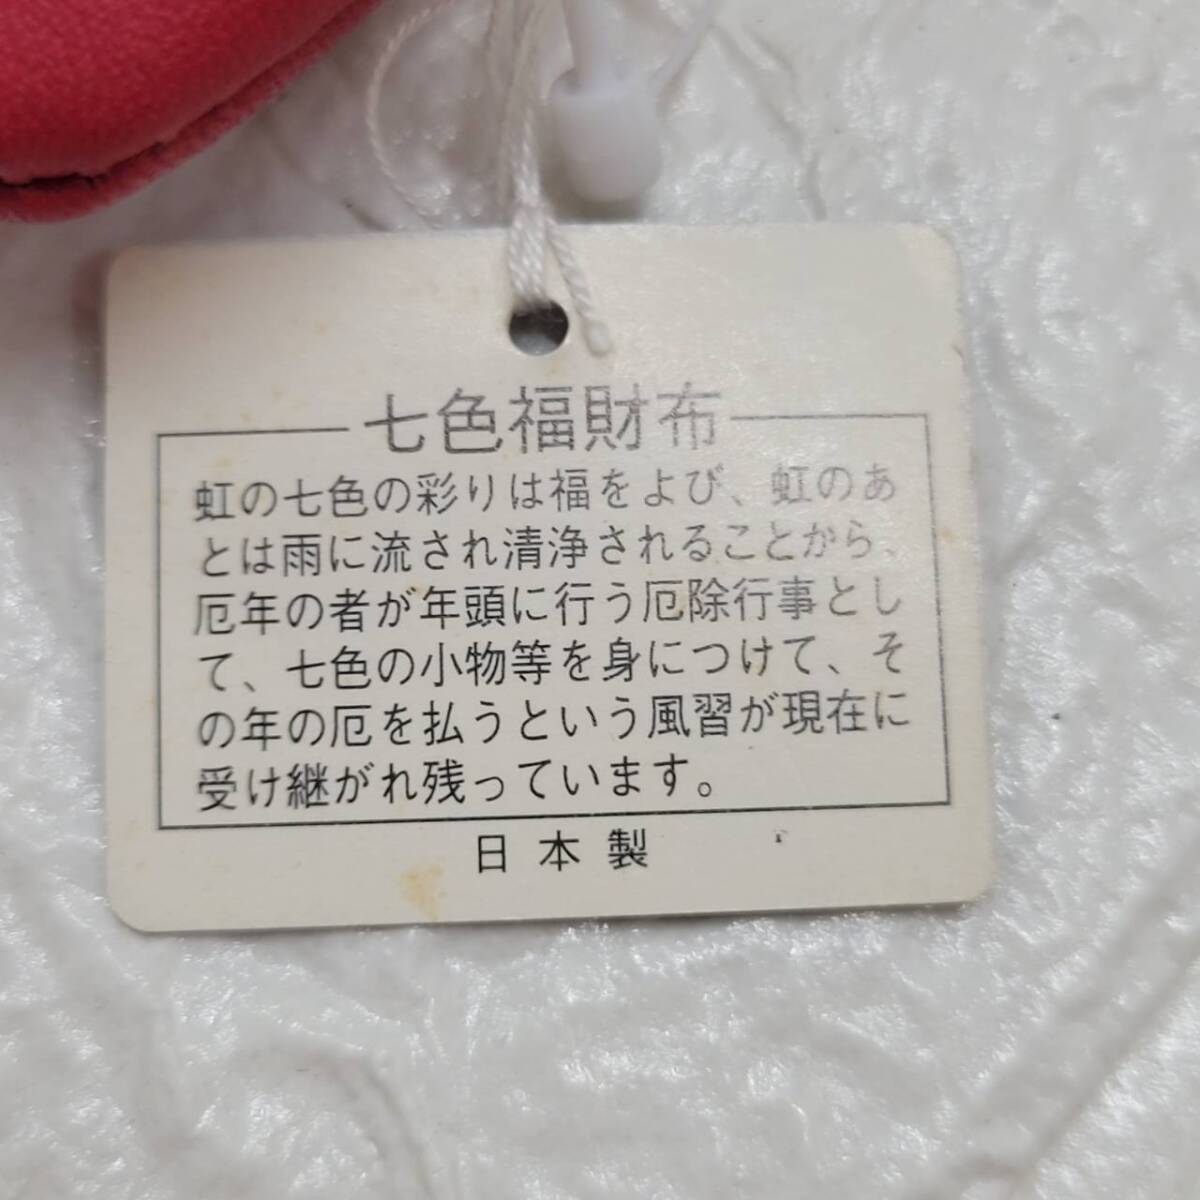 七色福財布
虹の七色の彩りは福をよび、虹のあ
とは雨に流され清浄されることから、
厄年の者が年頭に行う厄除行事とし
て、七色の小物等を身につけて、そ
の年の厄を払うという風習が現在に
受け継がれ残っています。
日本製